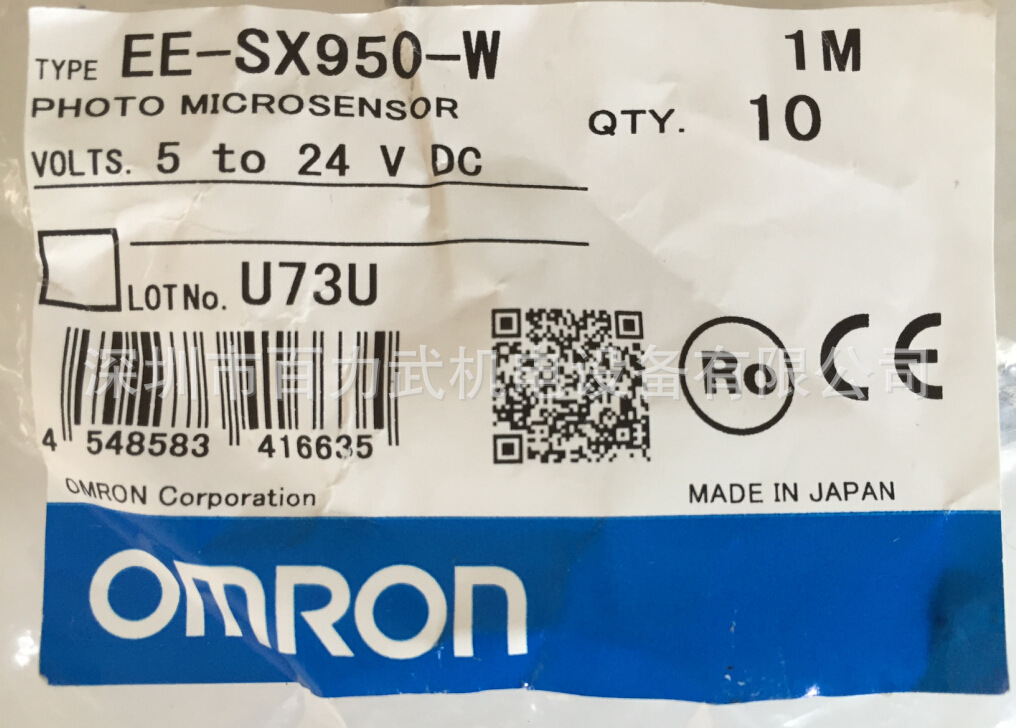 TYPE EE-SX950-W 1M
PHOTO MICROSENSOR
QTY. 10
VOLTS. 5 to 24 V DC
LOT No. U73U
深圳市百力武机电设备有限公司
Ro
CE
4 548583 416635
OMRON Corporation
MADE IN JAPAN
OMRON